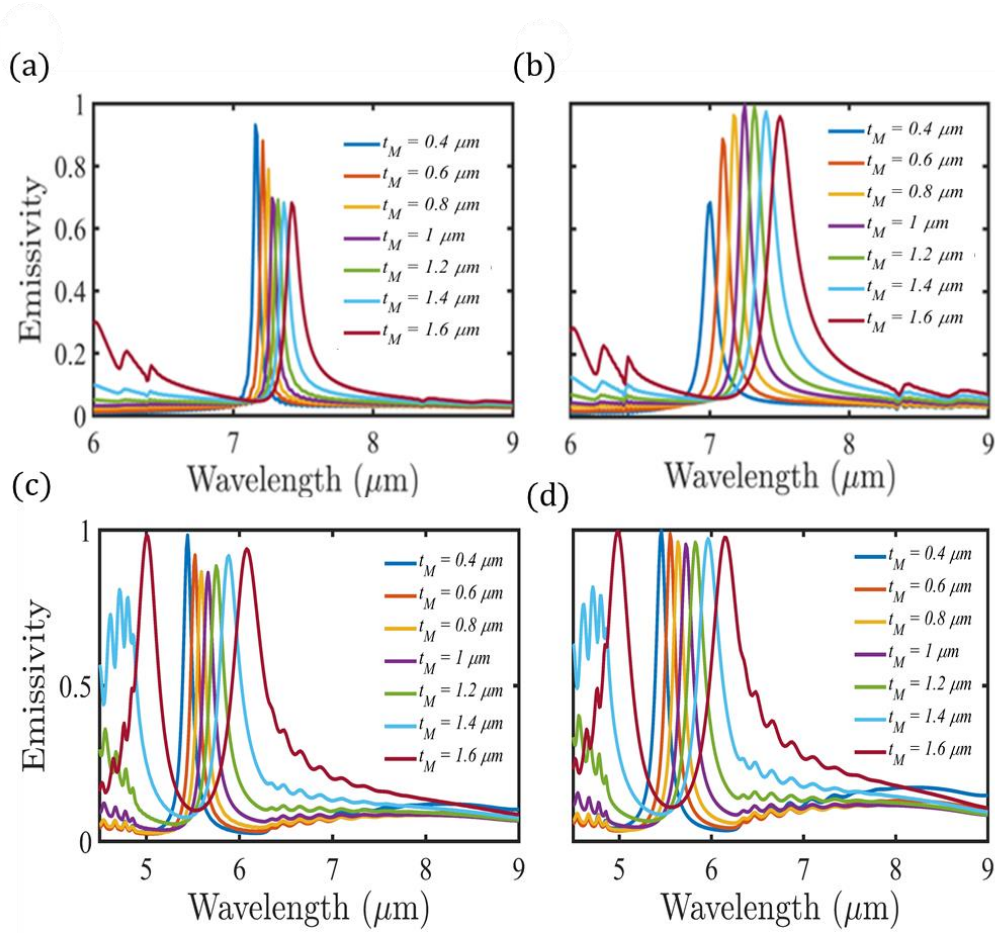 (a)
Emissivity
1
0.8
0.6
0.4
0.2
0
6 7 8 9
Wavelength (μm)
t_M = 0.4 μm
t_M = 0.6 μm
t_M = 0.8 μm
t_M = 1 μm
t_M = 1.2 μm
t_M = 1.4 μm
t_M = 1.6 μm
(b)
6 7 8 9
Wavelength (μm)
t_M = 0.4 μm
t_M = 0.6 μm
t_M = 0.8 μm
t_M = 1 μm
t_M = 1.2 μm
t_M = 1.4 μm
t_M = 1.6 μm
(c)
Emissivity
1
0.5
0
5 6 7 8 9
Wavelength (μm)
t_M = 0.4 μm
t_M = 0.6 μm
t_M = 0.8 μm
t_M = 1 μm
t_M = 1.2 μm
t_M = 1.4 μm
t_M = 1.6 μm
(d)
1
0.5
0
5 6 7 8 9
Wavelength (μm)
t_M = 0.4 μm
t_M = 0.6 μm
t_M = 0.8 μm
t_M = 1 μm
t_M = 1.2 μm
t_M = 1.4 μm
t_M = 1.6 μm